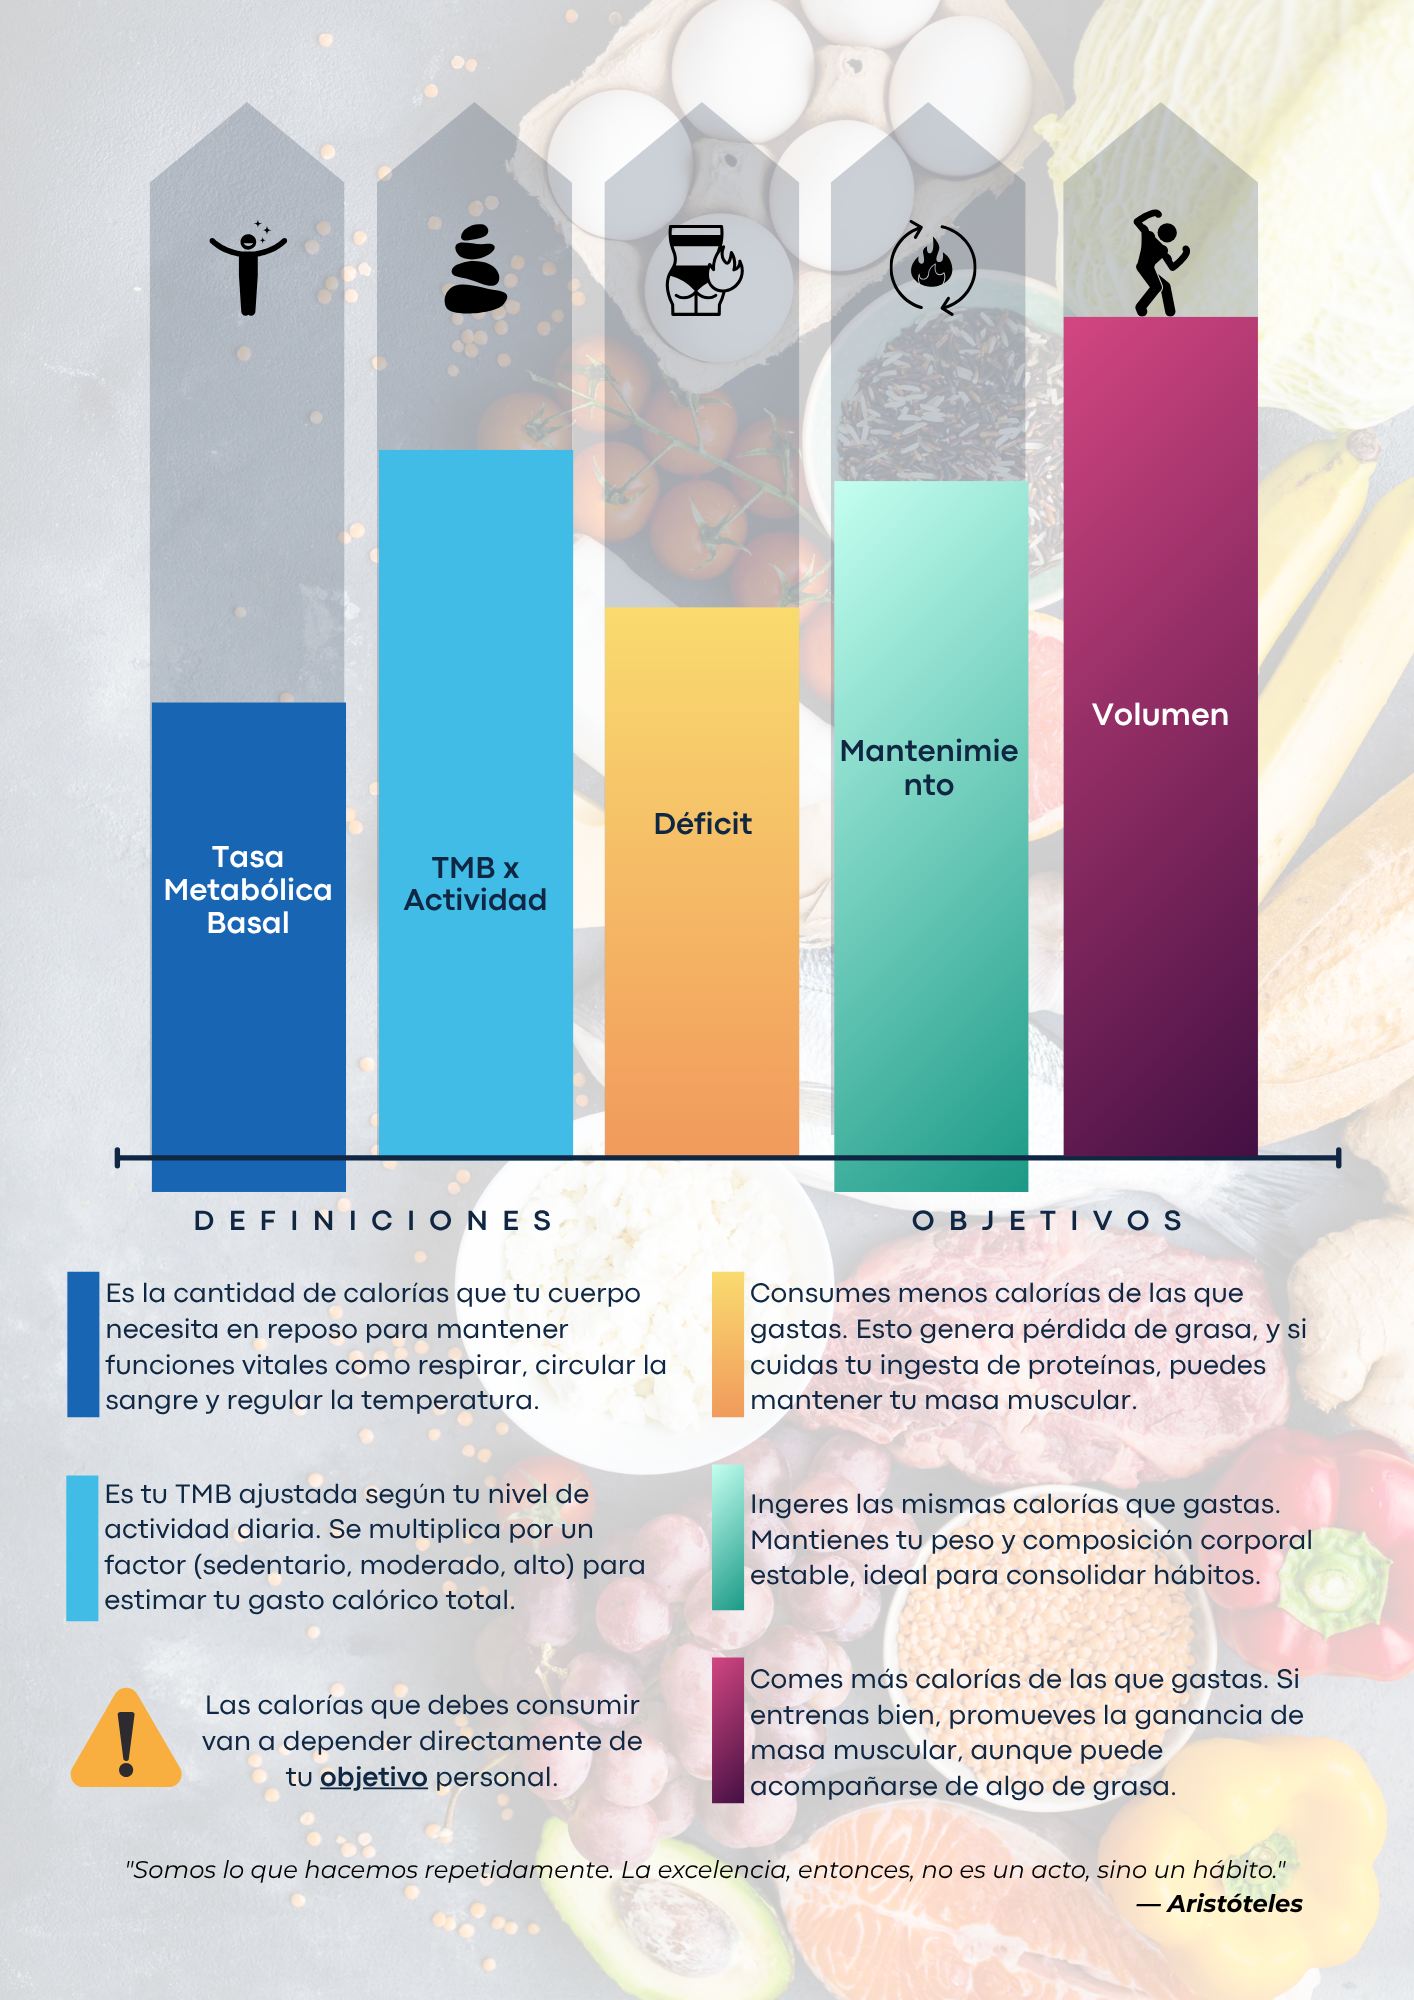 Tasa
Metabólica
Basal
TMB x
Actividad
Déficit
Mantenimie
nto
Volumen
DEFINICIONES
Es la cantidad de calorías que tu cuerpo
necesita en reposo para mantener
funciones vitales como respirar, circular la
sangre y regular la temperatura.
Es tu TMB ajustada según tu nivel de
actividad diaria. Se multiplica por un
factor (sedentario, moderado, alto) para
estimar tu gasto calórico total.
Las calorías que debes consumir
van a depender directamente de
tu objetivo personal.
OBJETIVOS
Consumes menos calorías de las que
gastas. Esto genera pérdida de grasa, y si
cuidas tu ingesta de proteínas, puedes
mantener tu masa muscular.
Ingeres las mismas calorías que gastas.
Mantienes tu peso y composición corporal
estable, ideal para consolidar hábitos.
Comes más calorías de las que gastas. Si
entrenas bien, promueves la ganancia de
masa muscular, aunque puede
acompañarse de algo de grasa.
"Somos lo que hacemos repetidamente. La excelencia, entonces, no es un acto, sino un hábito."
— Aristóteles